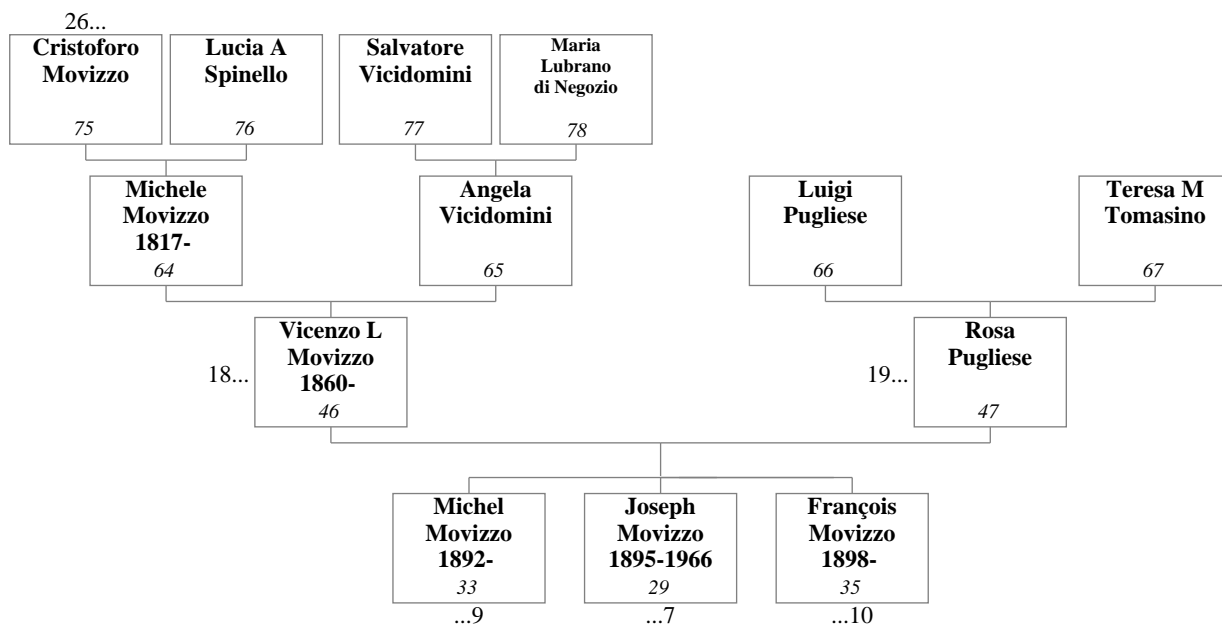 26...
Cristoforo
Movizzo
75
Lucia A
Spinello
76
Salvatore
Vicidomini
77
Maria
Lubrano
di Negozio
78
Michele
Movizzo
1817-
64
Angela
Vicidomini
65
Luigi
Pugliese
66
Teresa M
Tomasino
67
18...
Vicenzo L
Movizzo
1860-
46
19...
Rosa
Pugliese
47
Michel
Movizzo
1892-
33
...9
Joseph
Movizzo
1895-1966
29
...7
François
Movizzo
1898-
35
...10